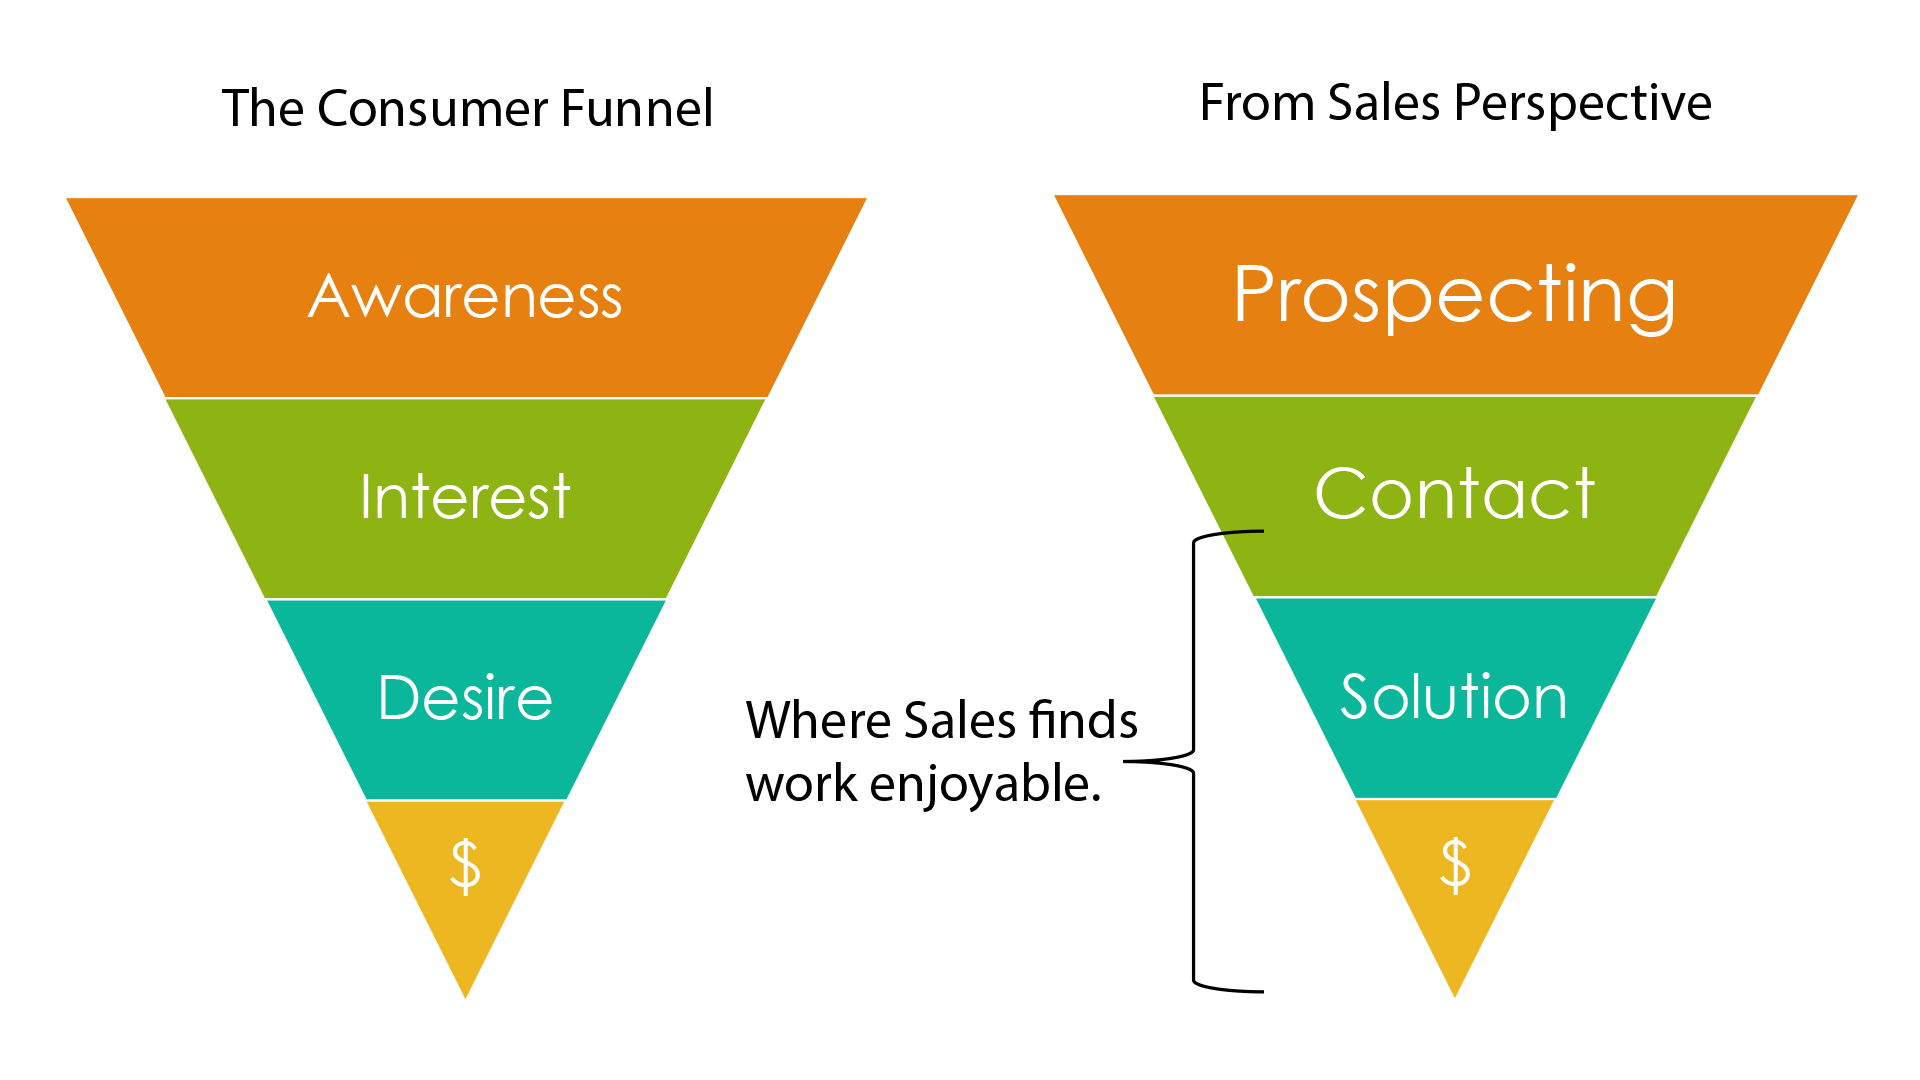 The Consumer Funnel
Awareness
Interest
Desire
$
From Sales Perspective
Prospecting
Contact
Solution
$
Where Sales finds
work enjoyable.